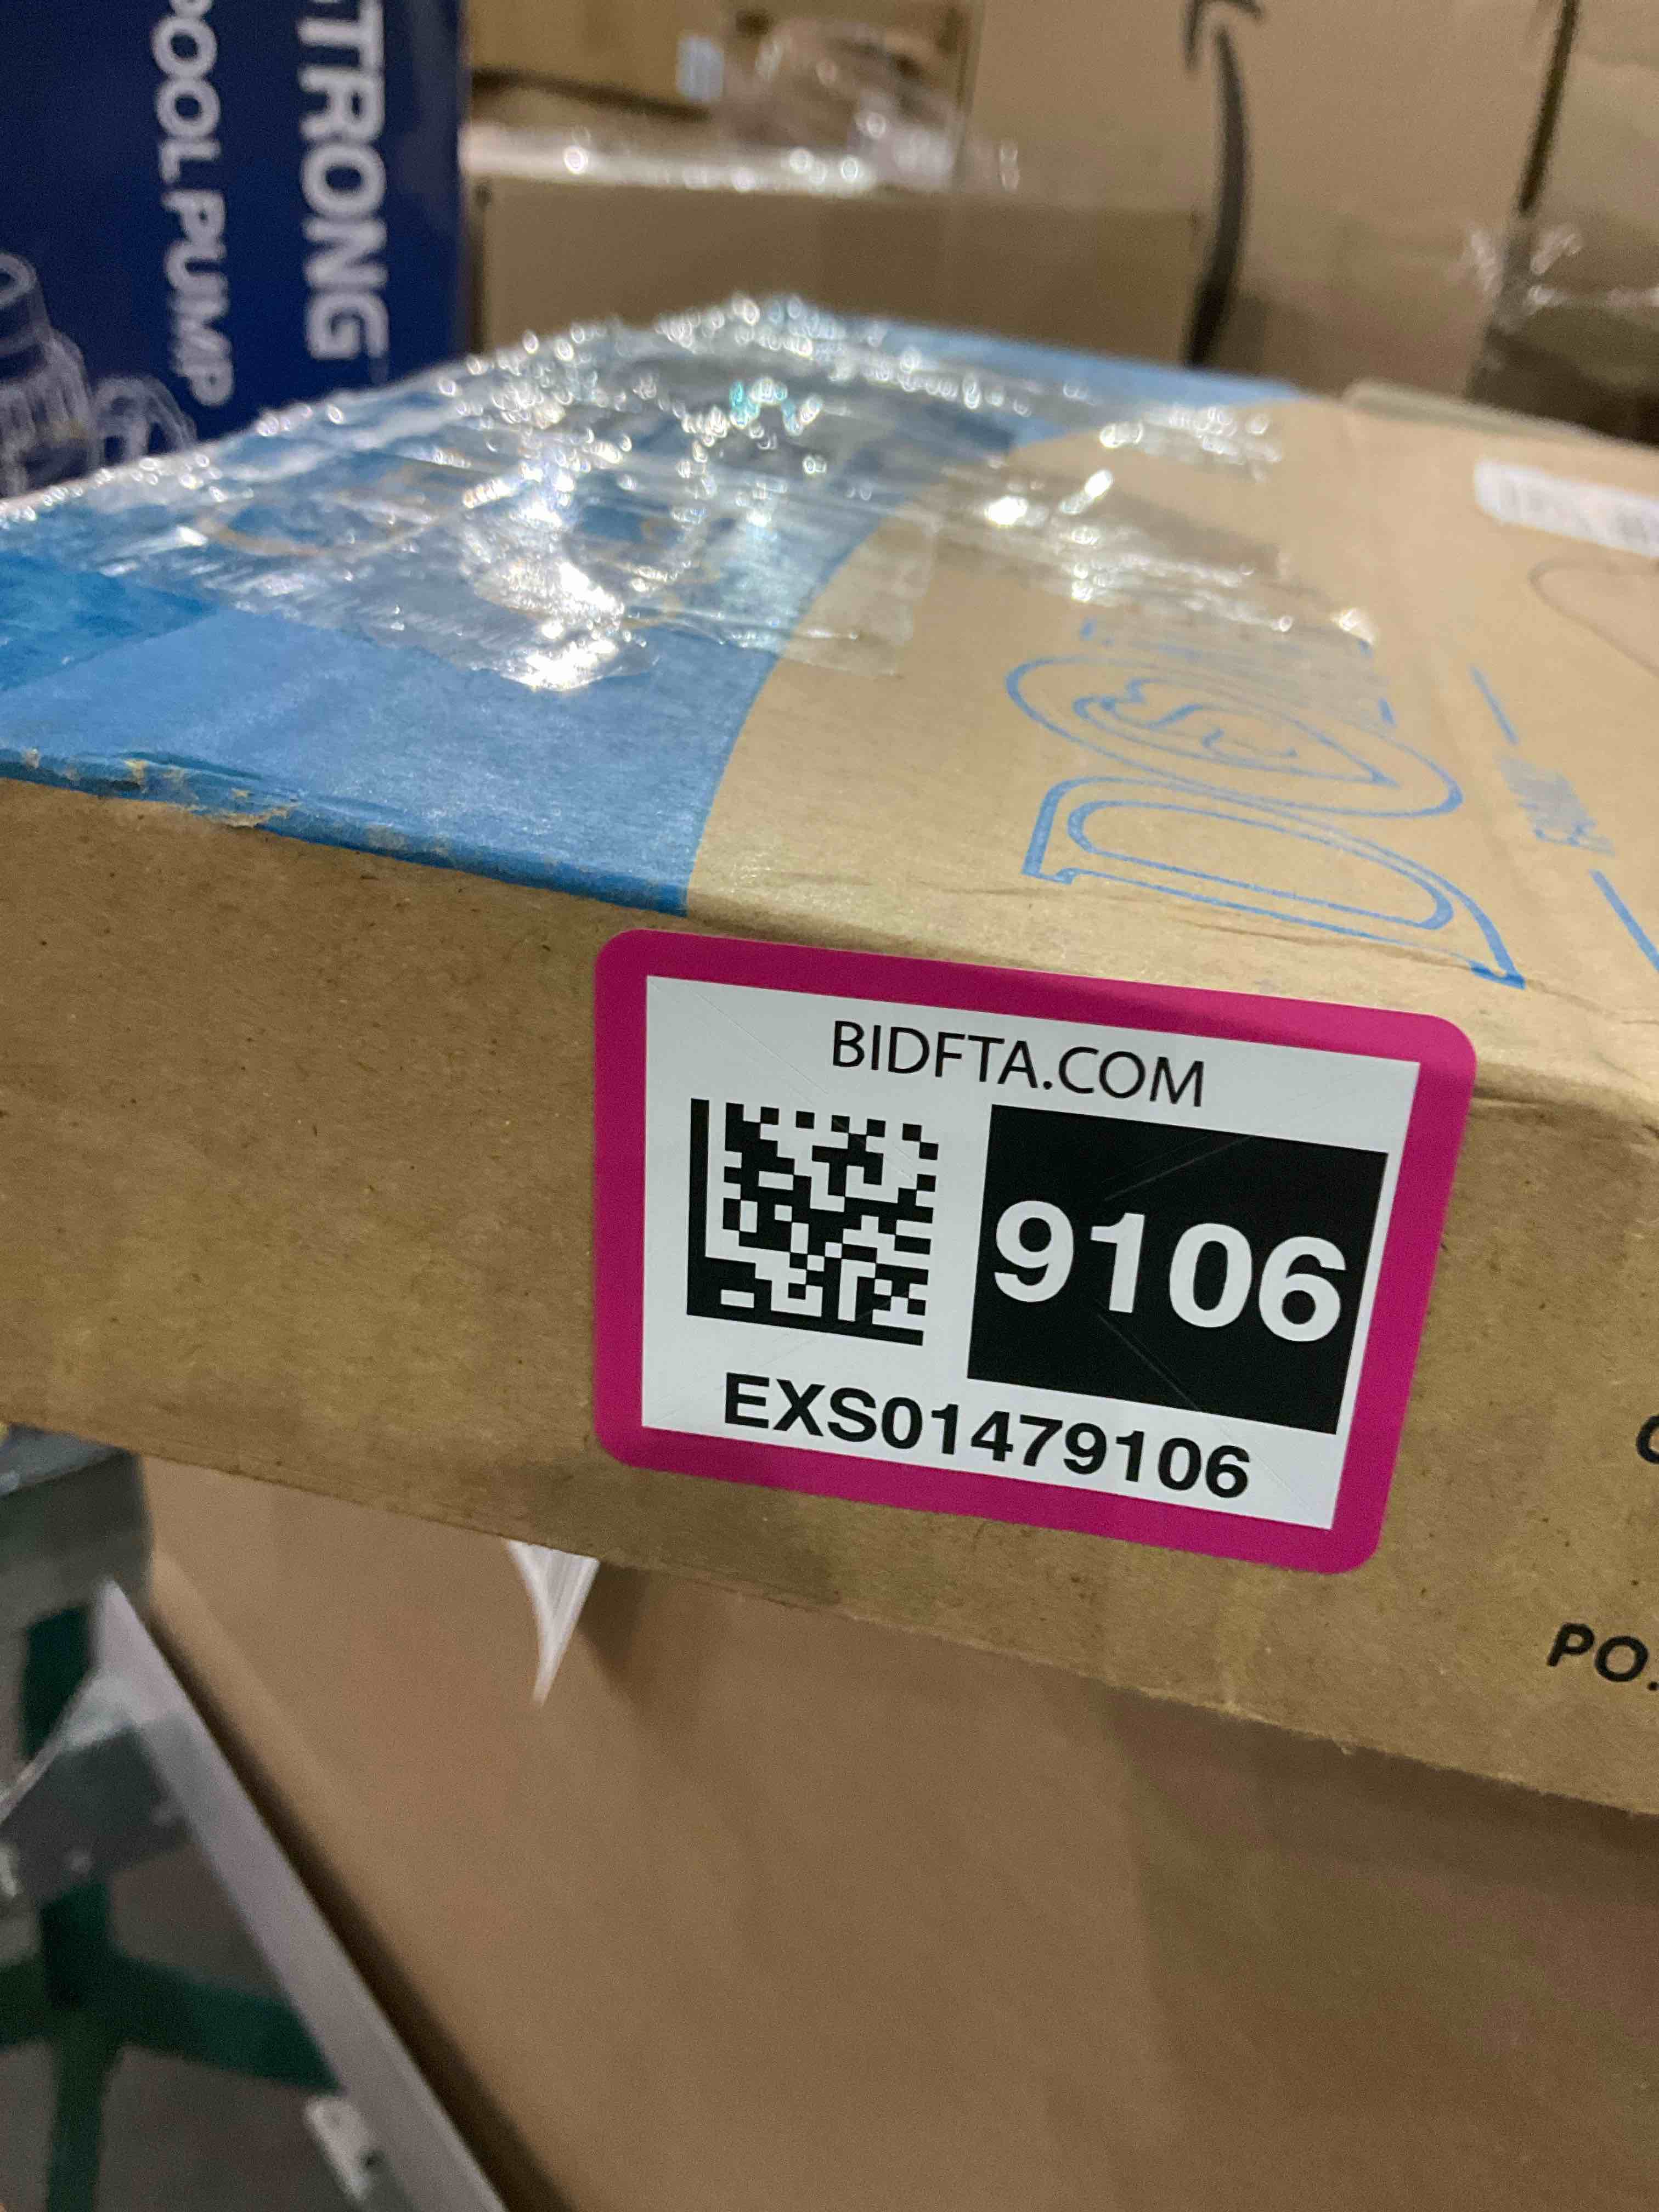 TRONG
POOL PUMP
BIDFTA.COM
9106
EXS01479106
PO.